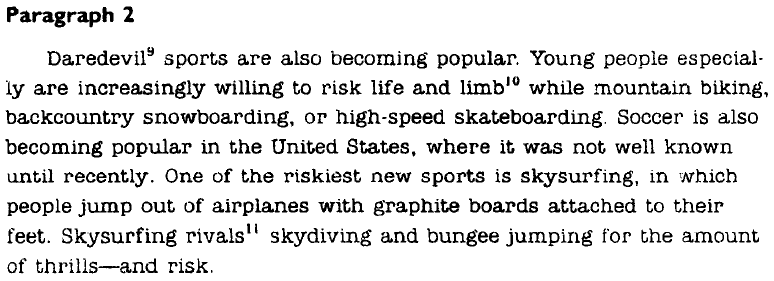 Paragraph 2
Daredevil⁹ sports are also becoming popular. Young people especial-
ly are increasingly willing to risk life and limb¹⁰ while mountain biking,
backcountry snowboarding, or high-speed skateboarding. Soccer is also
becoming popular in the United States, where it was not well known
until recently. One of the riskiest new sports is skysurfing, in which
people jump out of airplanes with graphite boards attached to their
feet. Skysurfing rivals¹¹ skydiving and bungee jumping for the amount
of thrills—and risk.